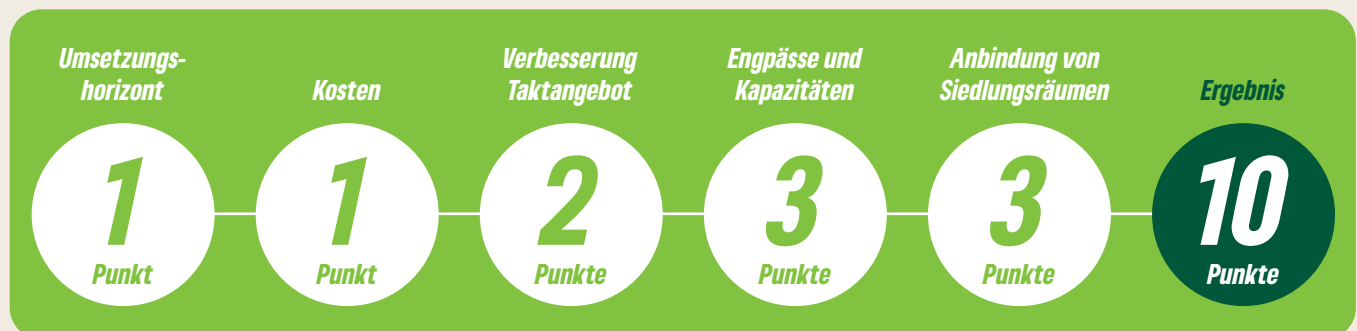 Umsetzungs-
horizont
Kosten
Verbesserung
Taktangebot
Engpässe und
Kapazitäten
Anbindung von
Siedlungsräumen
Ergebnis
1
Punkt
1
Punkt
2
Punkte
3
Punkte
3
Punkte
10
Punkte